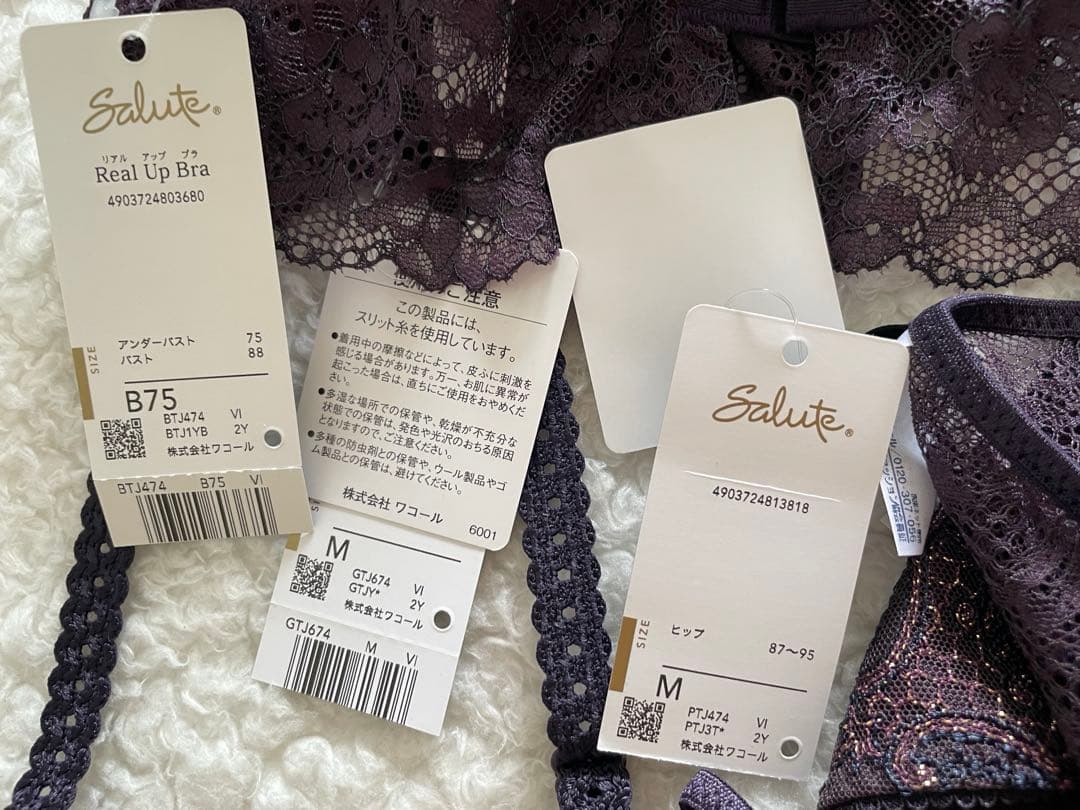 Salute®
リアル アップ ブラ
Real Up Bra
4903724803680
SIZE
アンダーバスト 75
バスト 88
B75
BTJ474 VI
BTJ1YB 2Y
株式会社ワコール
BTJ474 B75 VI
ご注意
この製品には、
スリット糸を使用しています。
●着用中の摩擦などによって、皮ふに刺激を
感じる場合があります。万一、お肌に異常が
起こった場合は、直ちにご使用をおやめくだ
さい。
●多湿な場所での保管や、乾燥が不充分な
状態での保管は、発色や光沢のおちる原因
となりますので、ご注意ください。
●多種の防虫剤との保管や、ウール製品やゴ
ム製品との保管は、避けてください。
株式会社 ワコール
6001
M
GTJ674 VI
GTJY* 2Y
株式会社ワコール
GTJ674 M VI
Salute®
4903724813818
SIZE
ヒップ 87〜95
M
PTJ474 VI
PTJ3T* 2Y
株式会社ワコール
0120-307-056